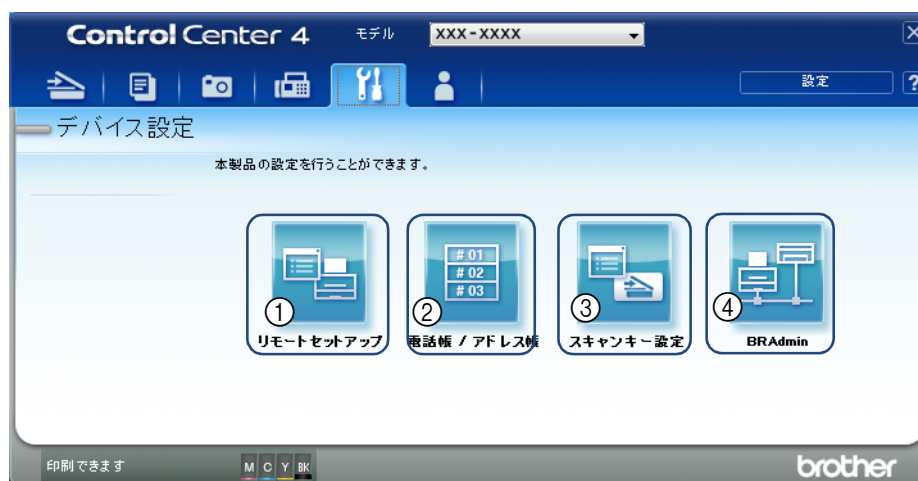 Control Center 4 モデル XXX-XXXX
設定 ?
デバイス設定
本製品の設定を行うことができます。
# 01
# 02
# 03
① ② ③ ④
リモートセットアップ 電話帳 / アドレス帳 スキャンキー設定 BRAdmin
印刷できます M C Y BK brother